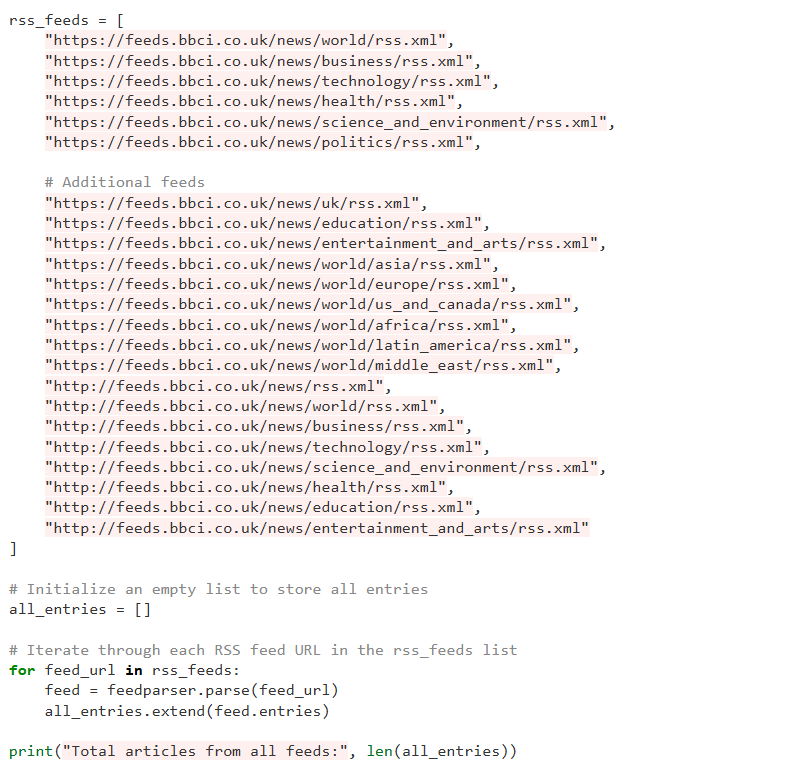 rss_feeds = [
    "https://feeds.bbci.co.uk/news/world/rss.xml",
    "https://feeds.bbci.co.uk/news/business/rss.xml",
    "https://feeds.bbci.co.uk/news/technology/rss.xml",
    "https://feeds.bbci.co.uk/news/health/rss.xml",
    "https://feeds.bbci.co.uk/news/science_and_environment/rss.xml",
    "https://feeds.bbci.co.uk/news/politics/rss.xml",

    # Additional feeds
    "https://feeds.bbci.co.uk/news/uk/rss.xml",
    "https://feeds.bbci.co.uk/news/education/rss.xml",
    "https://feeds.bbci.co.uk/news/entertainment_and_arts/rss.xml",
    "https://feeds.bbci.co.uk/news/world/asia/rss.xml",
    "https://feeds.bbci.co.uk/news/world/europe/rss.xml",
    "https://feeds.bbci.co.uk/news/world/us_and_canada/rss.xml",
    "https://feeds.bbci.co.uk/news/world/africa/rss.xml",
    "https://feeds.bbci.co.uk/news/world/latin_america/rss.xml",
    "https://feeds.bbci.co.uk/news/world/middle_east/rss.xml",
    "http://feeds.bbci.co.uk/news/rss.xml",
    "http://feeds.bbci.co.uk/news/world/rss.xml",
    "http://feeds.bbci.co.uk/news/business/rss.xml",
    "http://feeds.bbci.co.uk/news/technology/rss.xml",
    "http://feeds.bbci.co.uk/news/science_and_environment/rss.xml",
    "http://feeds.bbci.co.uk/news/health/rss.xml",
    "http://feeds.bbci.co.uk/news/education/rss.xml",
    "http://feeds.bbci.co.uk/news/entertainment_and_arts/rss.xml"
]

# Initialize an empty list to store all entries
all_entries = []

# Iterate through each RSS feed URL in the rss_feeds list
for feed_url in rss_feeds:
    feed = feedparser.parse(feed_url)
    all_entries.extend(feed.entries)

print("Total articles from all feeds:", len(all_entries))